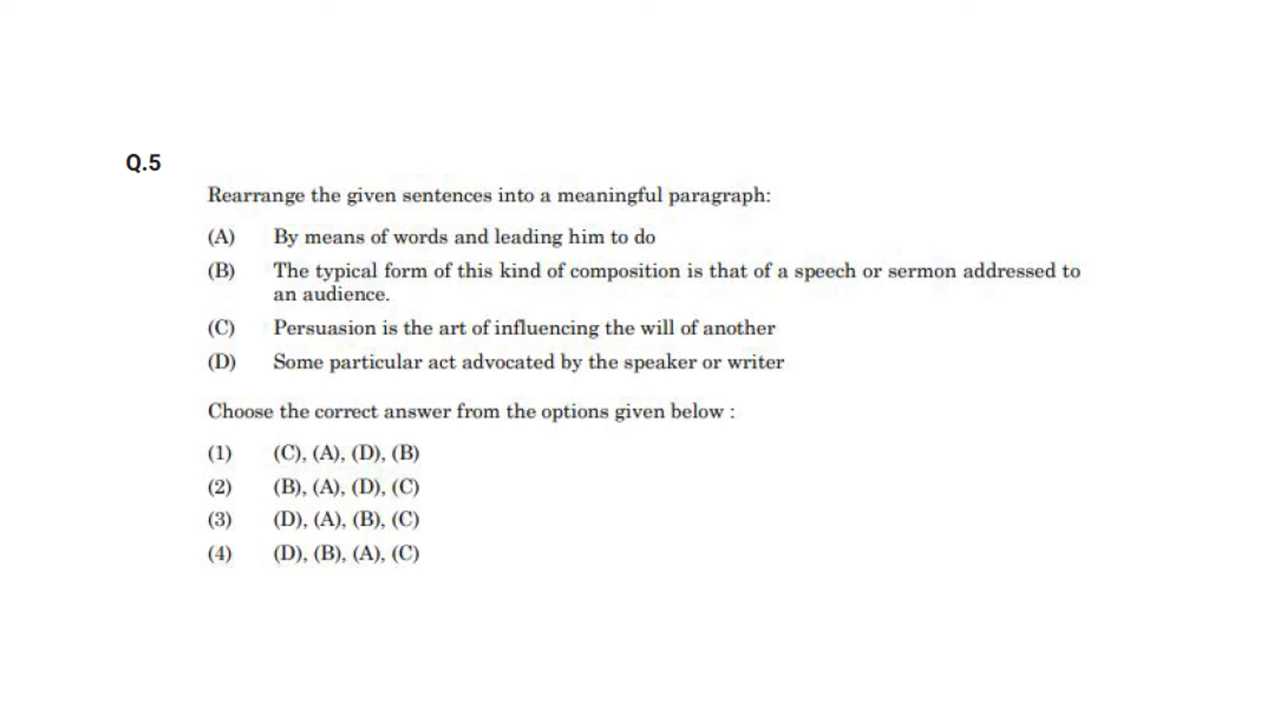 Q.5
Rearrange the given sentences into a meaningful paragraph:
(A) By means of words and leading him to do
(B) The typical form of this kind of composition is that of a speech or sermon addressed to
an audience.
(C) Persuasion is the art of influencing the will of another
(D) Some particular act advocated by the speaker or writer
Choose the correct answer from the options given below :
(1) (C), (A), (D), (B)
(2) (B), (A), (D), (C)
(3) (D), (A), (B), (C)
(4) (D), (B), (A), (C)